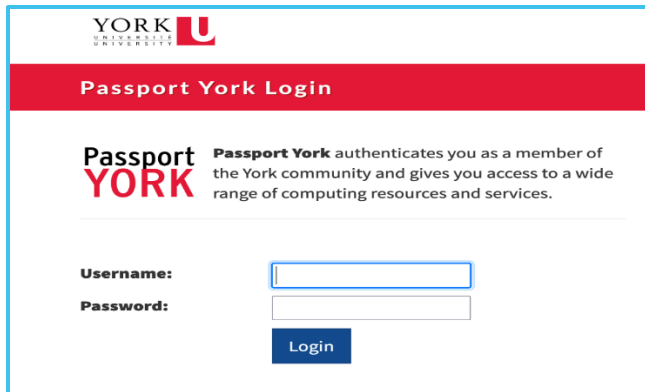 YORK U
UNIVERSITÉ
UNIVERSITY
Passport York Login
Passport
YORK
Passport York authenticates you as a member of
the York community and gives you access to a wide
range of computing resources and services.
Username:
Password:
Login